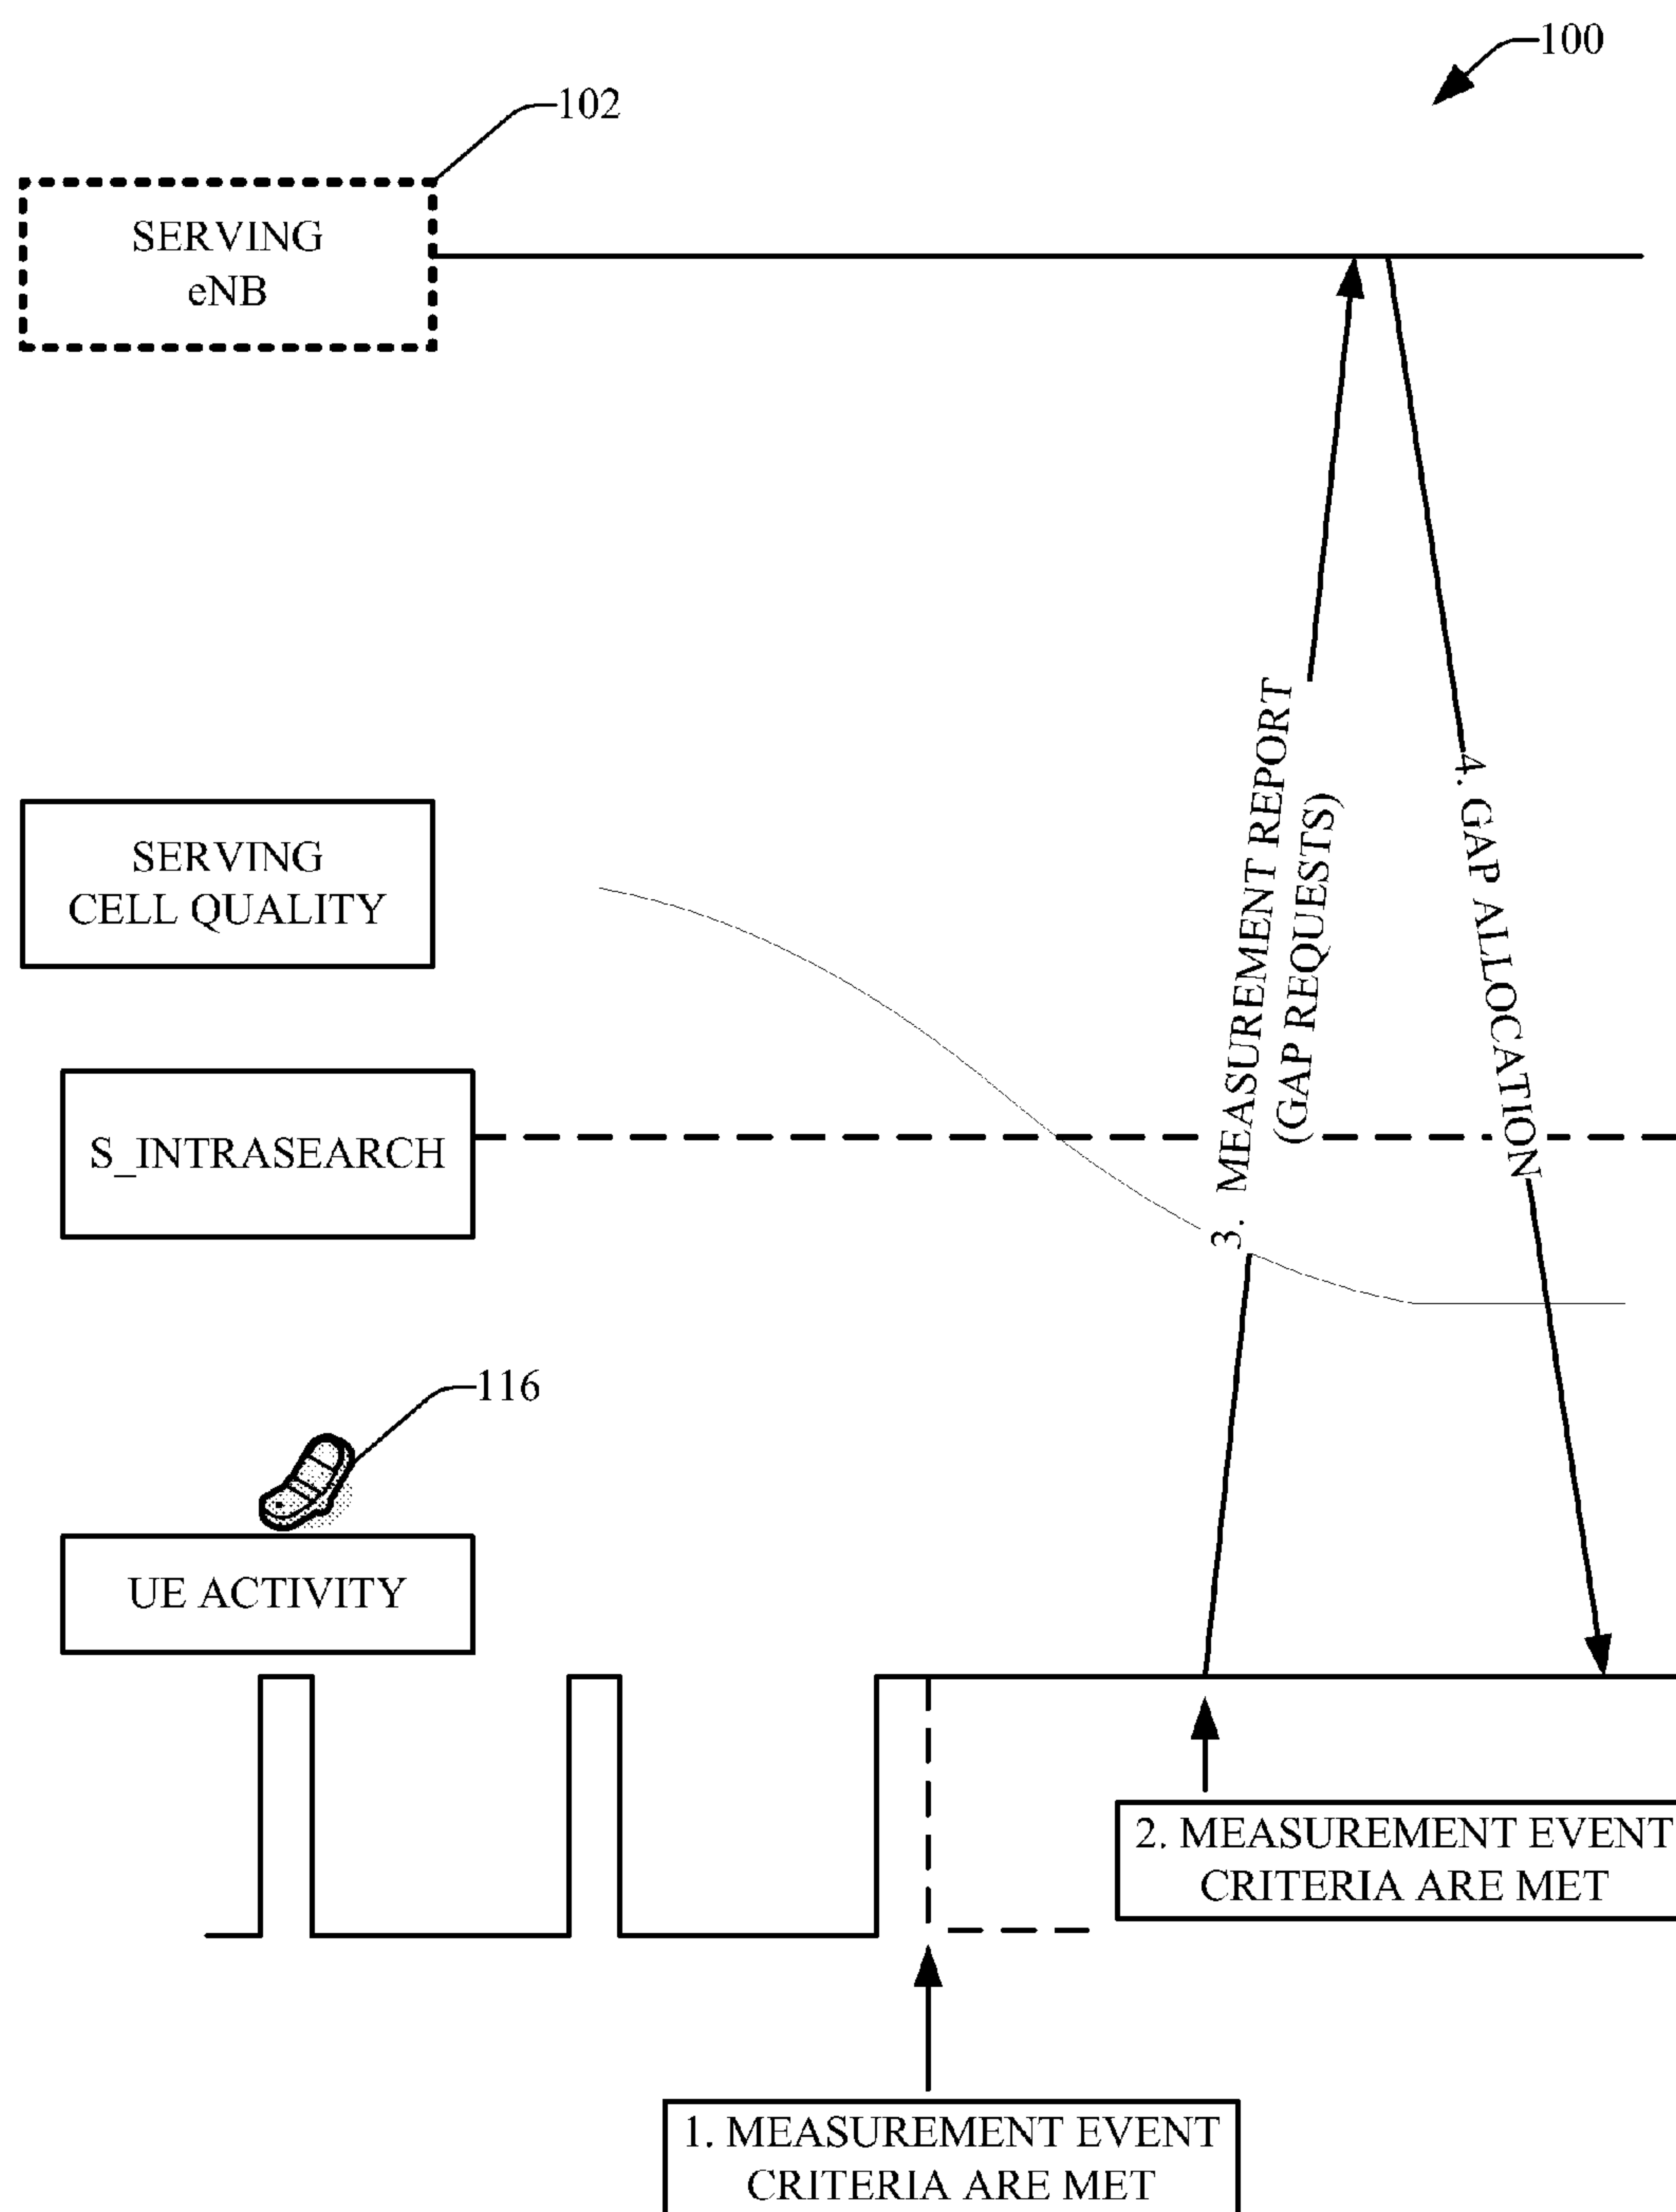 100
102
SERVING
eNB
SERVING
CELL QUALITY
S_INTRASEARCH
3. MEASUREMENT REPORT
(GAP REQUESTS)
4. GAP ALLOCATION
116
UE ACTIVITY
2. MEASUREMENT EVENT
CRITERIA ARE MET
1. MEASUREMENT EVENT
CRITERIA ARE MET